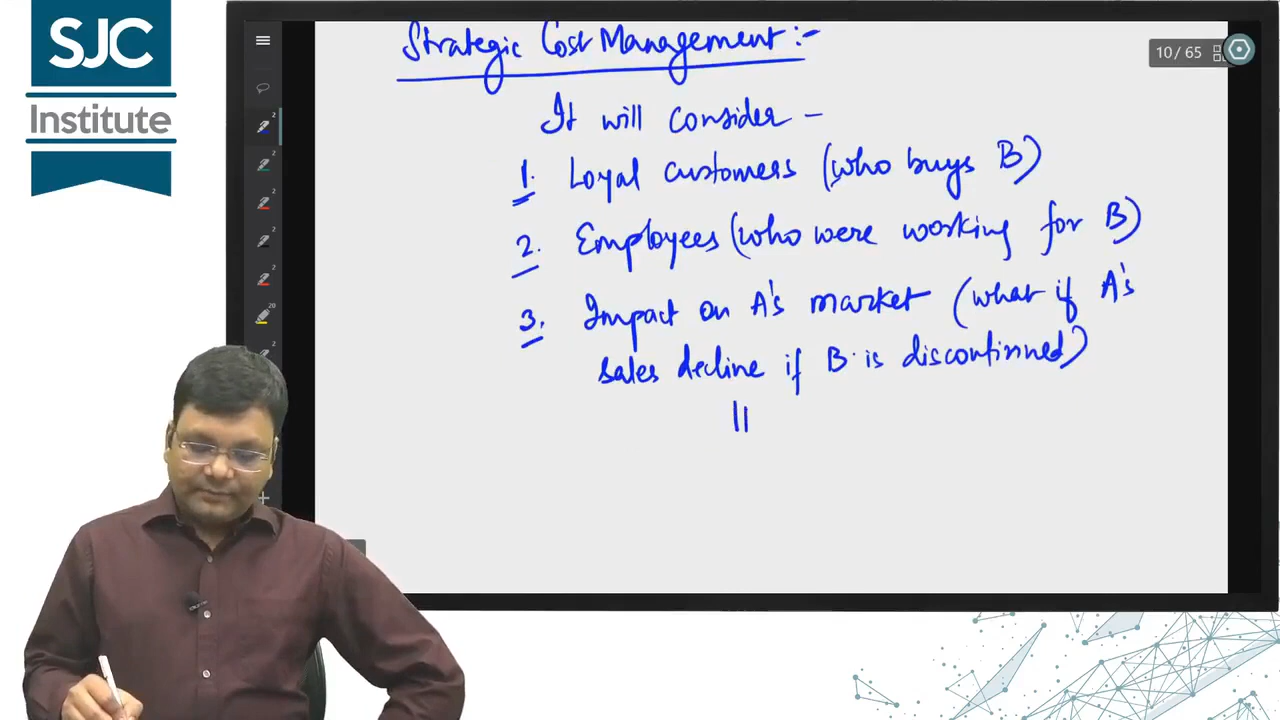 SJC
Institute
10 / 65
Strategic Cost Management :-
It will consider -
1. Loyal customers (who buys B)
2. Employees (who were working for B)
3. Impact on A's market (what if A's
sales decline if B is discontinued)